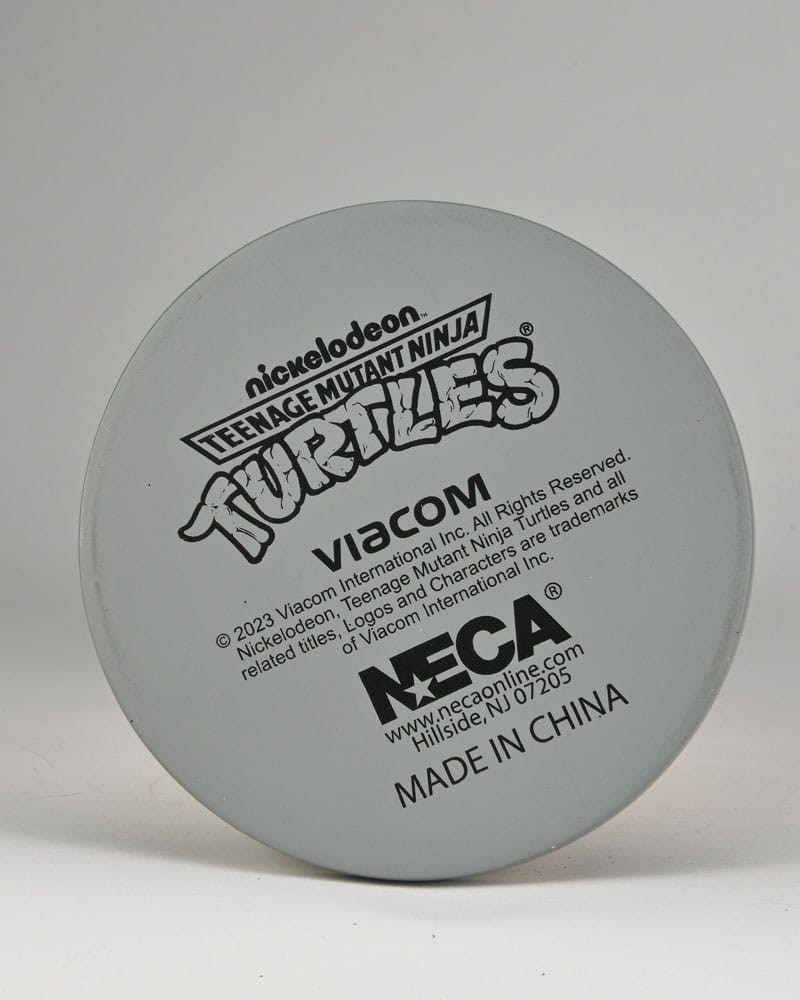 nickelodeon™
TEENAGE MUTANT NINJA
TURTLES®
VIACOM
© 2023 Viacom International Inc. All Rights Reserved.
Nickelodeon, Teenage Mutant Ninja Turtles and all
related titles, Logos and Characters are trademarks
of Viacom International Inc.
NECA®
www.necaonline.com
Hillside, NJ 07205
MADE IN CHINA